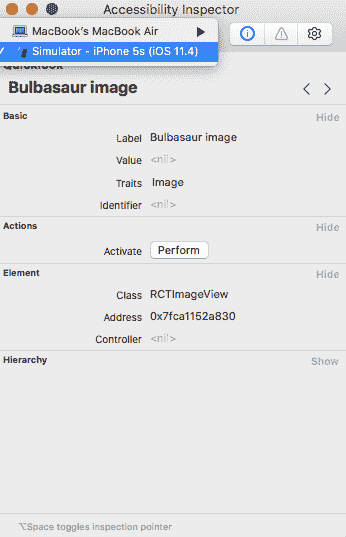 Accessibility Inspector
MacBook's MacBook Air
✓ Simulator - iPhone 5s (iOS 11.4)
Quicklook
Bulbasaur image
Basic Hide
Label Bulbasaur image
Value <nil>
Traits Image
Identifier <nil>
Actions Hide
Activate Perform
Element Hide
Class RCTImageView
Address 0x7fca1152a830
Controller <nil>
Hierarchy Show
⌥Space toggles inspection pointer